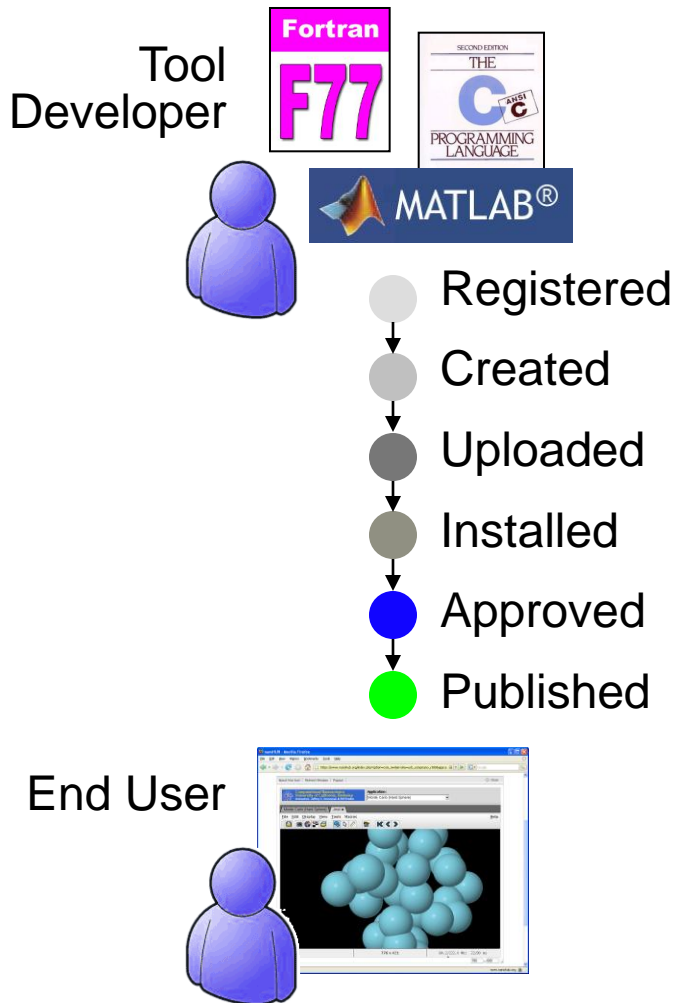 Tool
Developer
Fortran
F77
SECOND EDITION
THE
C
ANSI
C
PROGRAMMING
LANGUAGE
MATLAB®
Registered
Created
Uploaded
Installed
Approved
Published
End User